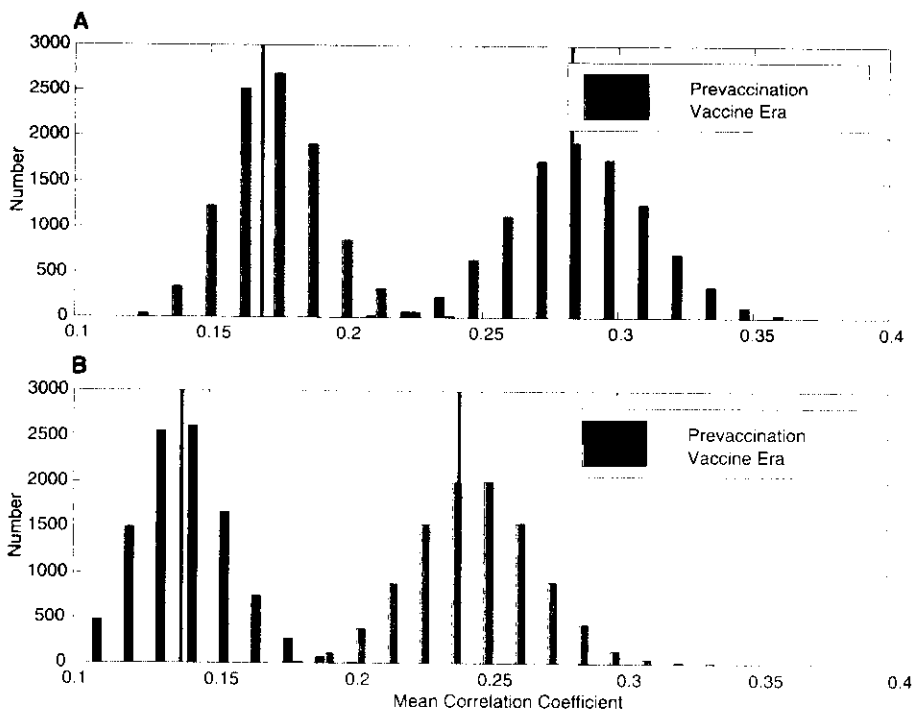 A
3000
2500
2000
1500
1000
500
0
Number
Prevaccination
Vaccine Era
0.1 0.15 0.2 0.25 0.3 0.35 0.4
B
3000
2500
2000
1500
1000
500
0
Number
Prevaccination
Vaccine Era
0.1 0.15 0.2 0.25 0.3 0.35 0.4
Mean Correlation Coefficient